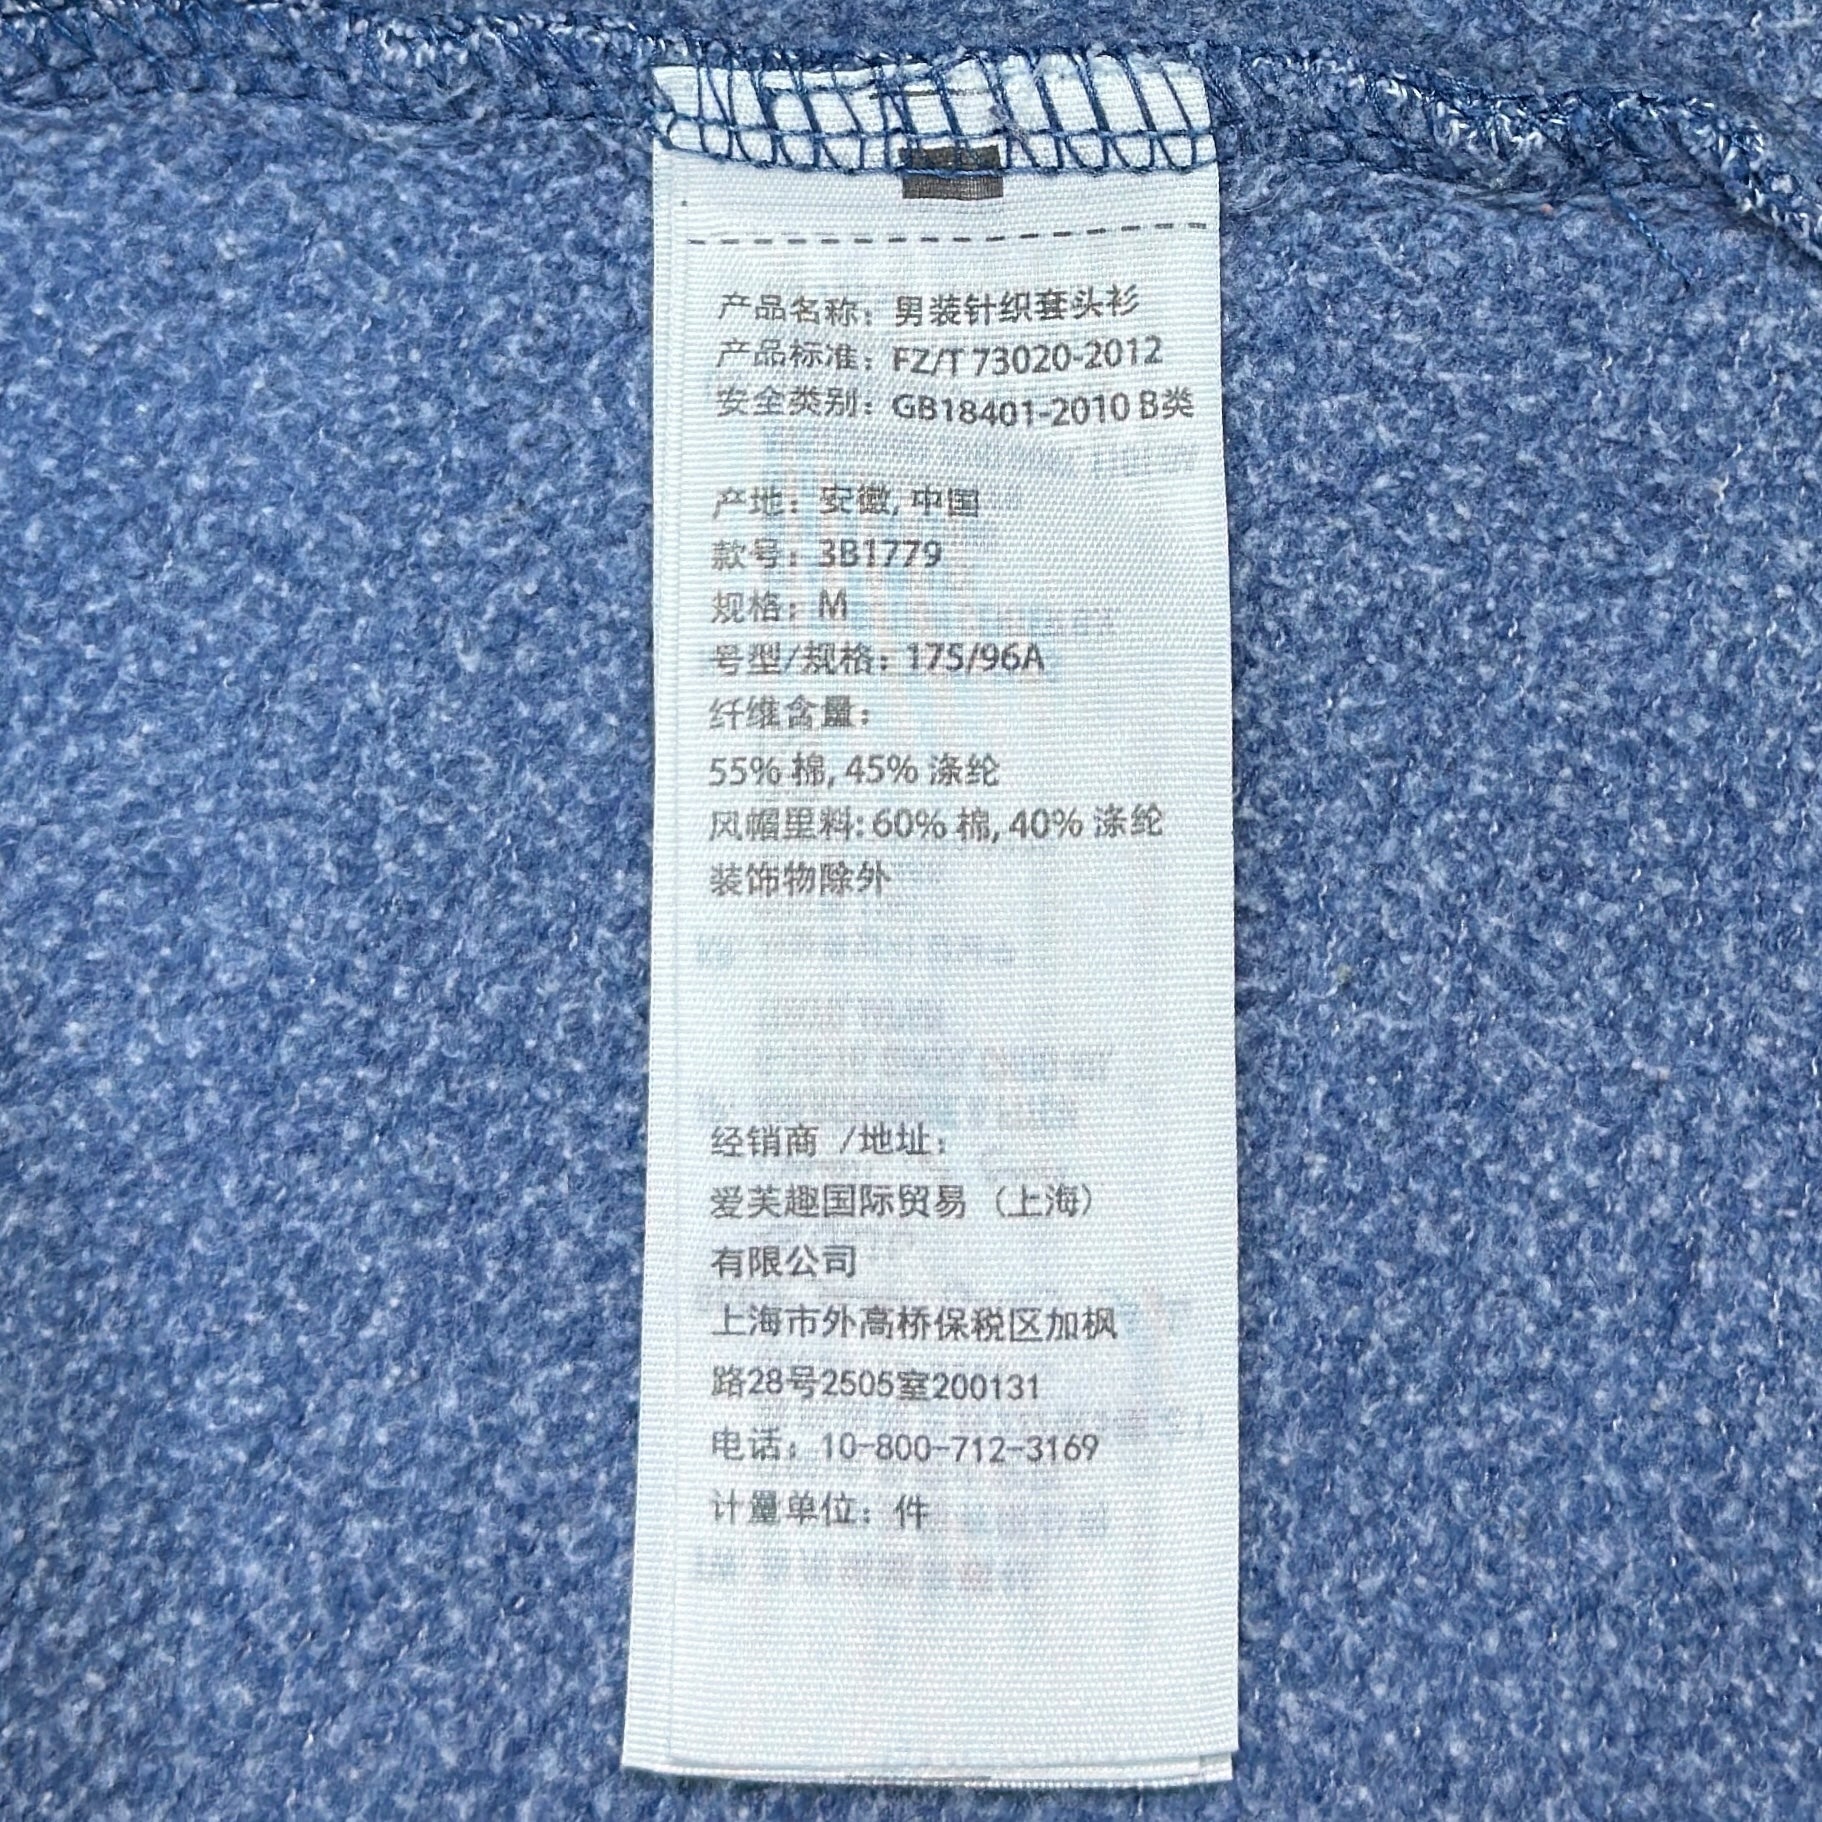 产品名称：男装针织套头衫
产品标准：FZ/T 73020-2012
安全类别：GB18401-2010 B类
产地：安徽, 中国
款号：3B1779
规格：M
号型/规格：175/96A
纤维含量：
55% 棉, 45% 涤纶
风帽里料: 60% 棉, 40% 涤纶
装饰物除外
经销商 /地址：
爱芙趣国际贸易（上海）
有限公司
上海市外高桥保税区加枫
路28号2505室200131
电话：10-800-712-3169
计量单位：件